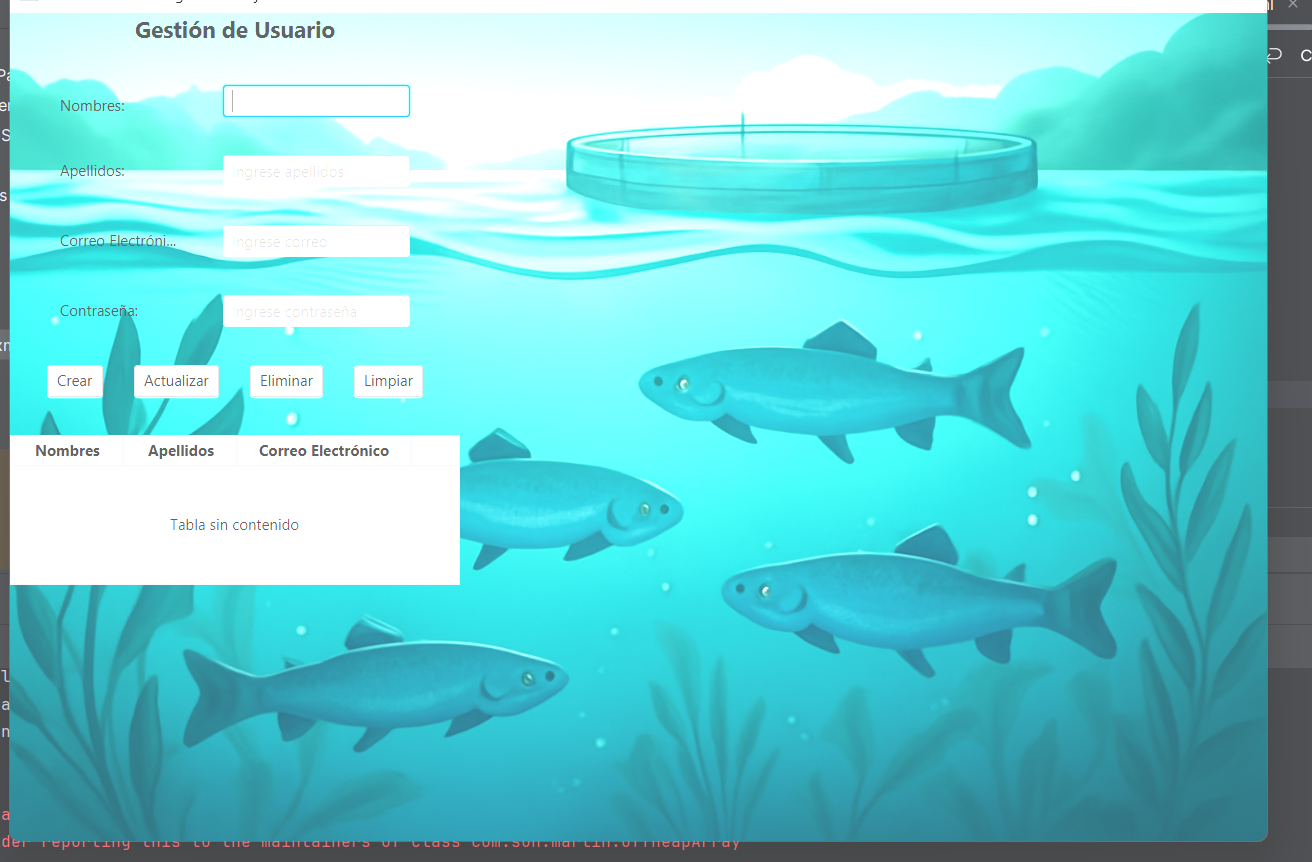 Gestión de Usuario
Nombres:
Apellidos:
Ingrese apellidos
Correo Electróni...
Ingrese correo
Contraseña:
Ingrese contraseña
Crear Actualizar Eliminar Limpiar
Nombres Apellidos Correo Electrónico
Tabla sin contenido
der reporting this to the maintainers of class com.sun.marlin.OffHeapArray